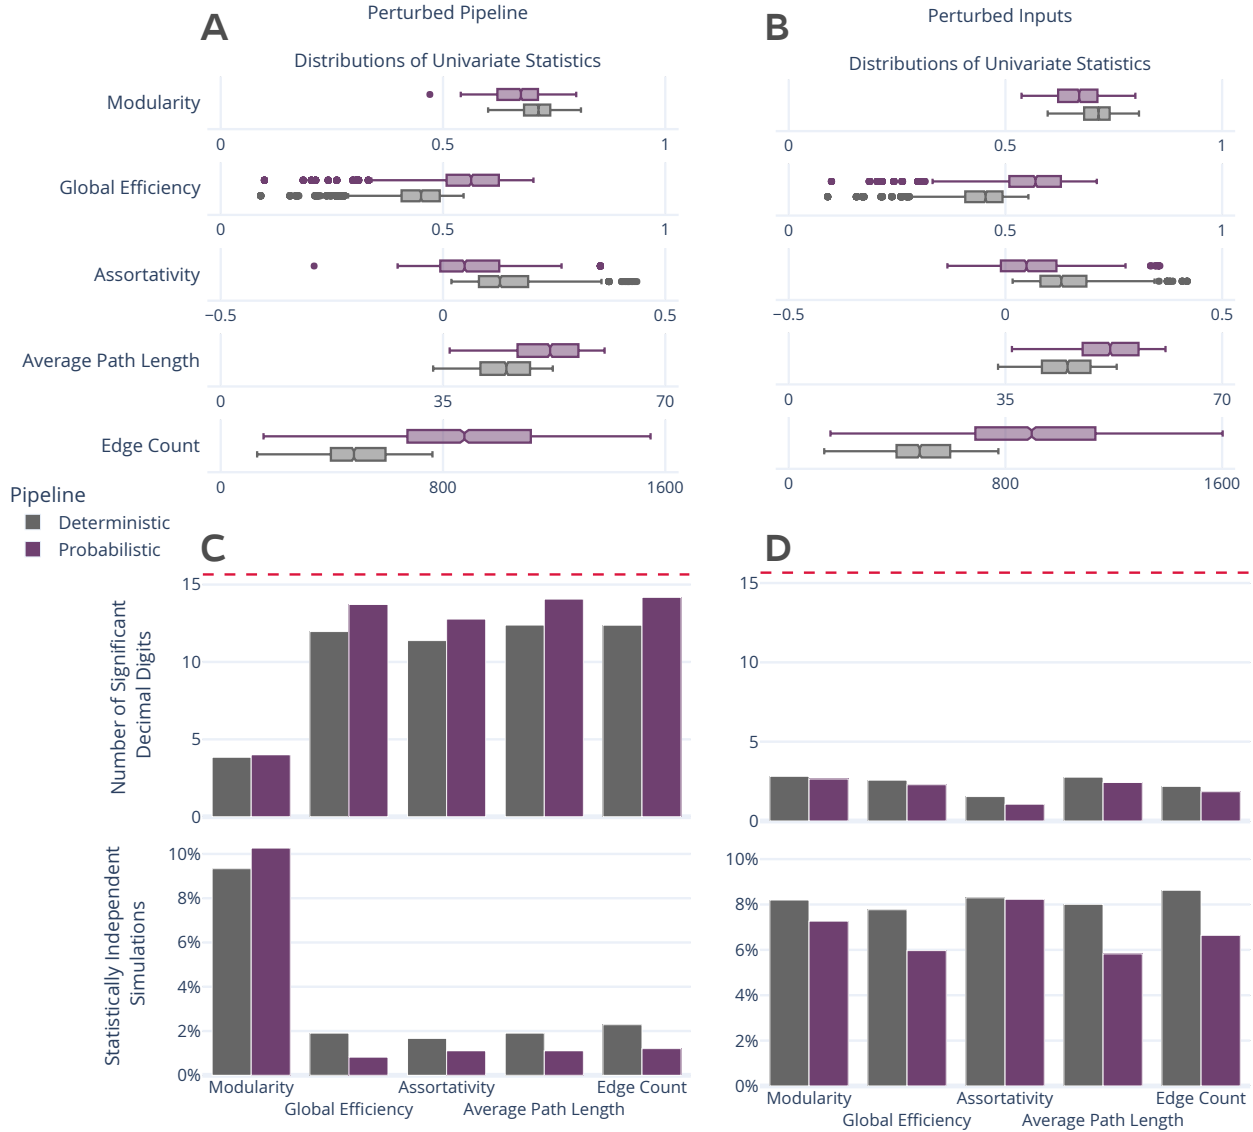 A
Perturbed Pipeline
B
Perturbed Inputs
Distributions of Univariate Statistics
Distributions of Univariate Statistics
Modularity
0 0.5 1
0 0.5 1
Global Efficiency
0 0.5 1
0 0.5 1
Assortativity
−0.5 0 0.5
−0.5 0 0.5
Average Path Length
0 35 70
0 35 70
Edge Count
0 800 1600
0 800 1600
Pipeline
Deterministic
Probabilistic
C
Number of Significant
Decimal Digits
15
10
5
0
Statistically Independent
Simulations
10%
8%
6%
4%
2%
0%
Modularity
Global Efficiency
Assortativity
Average Path Length
Edge Count
D
15
10
5
0
10%
8%
6%
4%
2%
0%
Modularity
Global Efficiency
Assortativity
Average Path Length
Edge Count